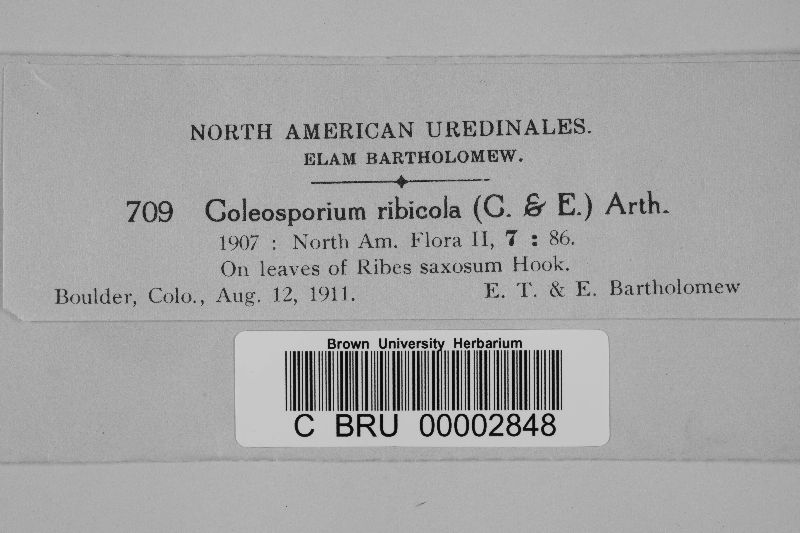 NORTH AMERICAN UREDINALES.
ELAM BARTHOLOMEW.
709 Coleosporium ribicola (C. & E.) Arth.
1907 : North Am. Flora II, 7 : 86.
On leaves of Ribes saxosum Hook.
Boulder, Colo., Aug. 12, 1911. E. T. & E. Bartholomew
Brown University Herbarium
C BRU 00002848